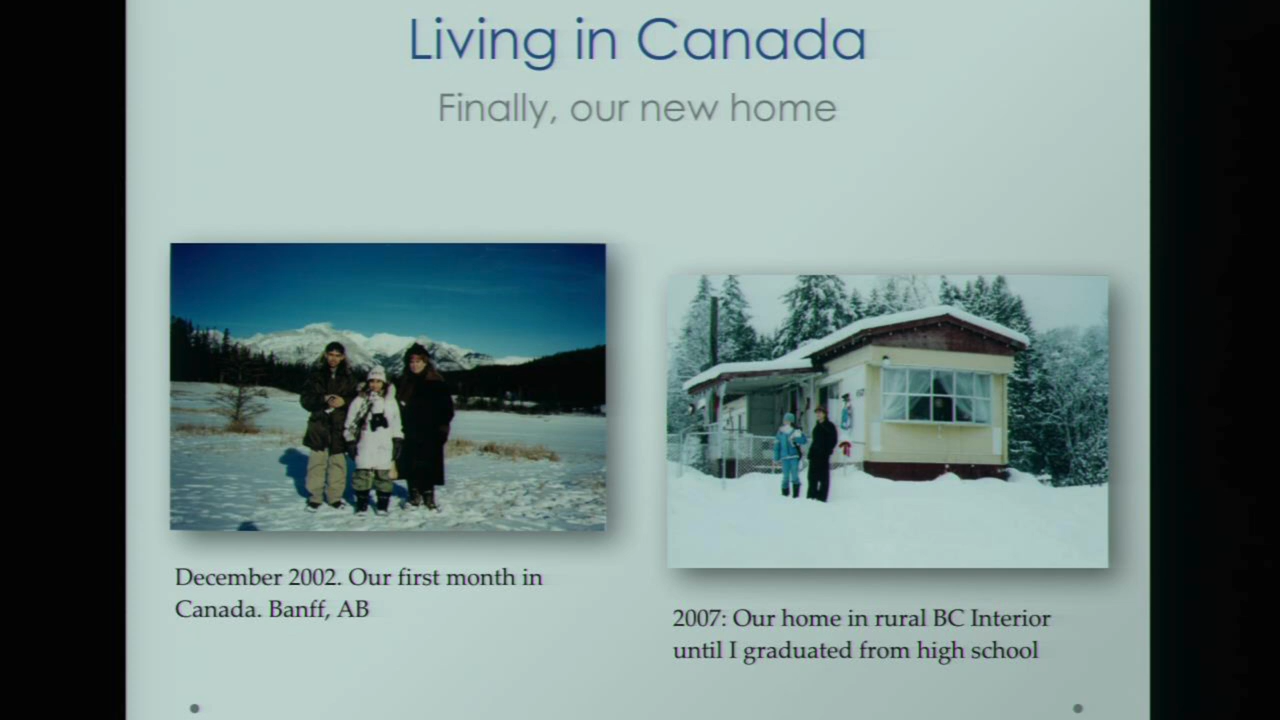 Living in Canada
Finally, our new home
December 2002. Our first month in
Canada. Banff, AB
2007: Our home in rural BC Interior
until I graduated from high school